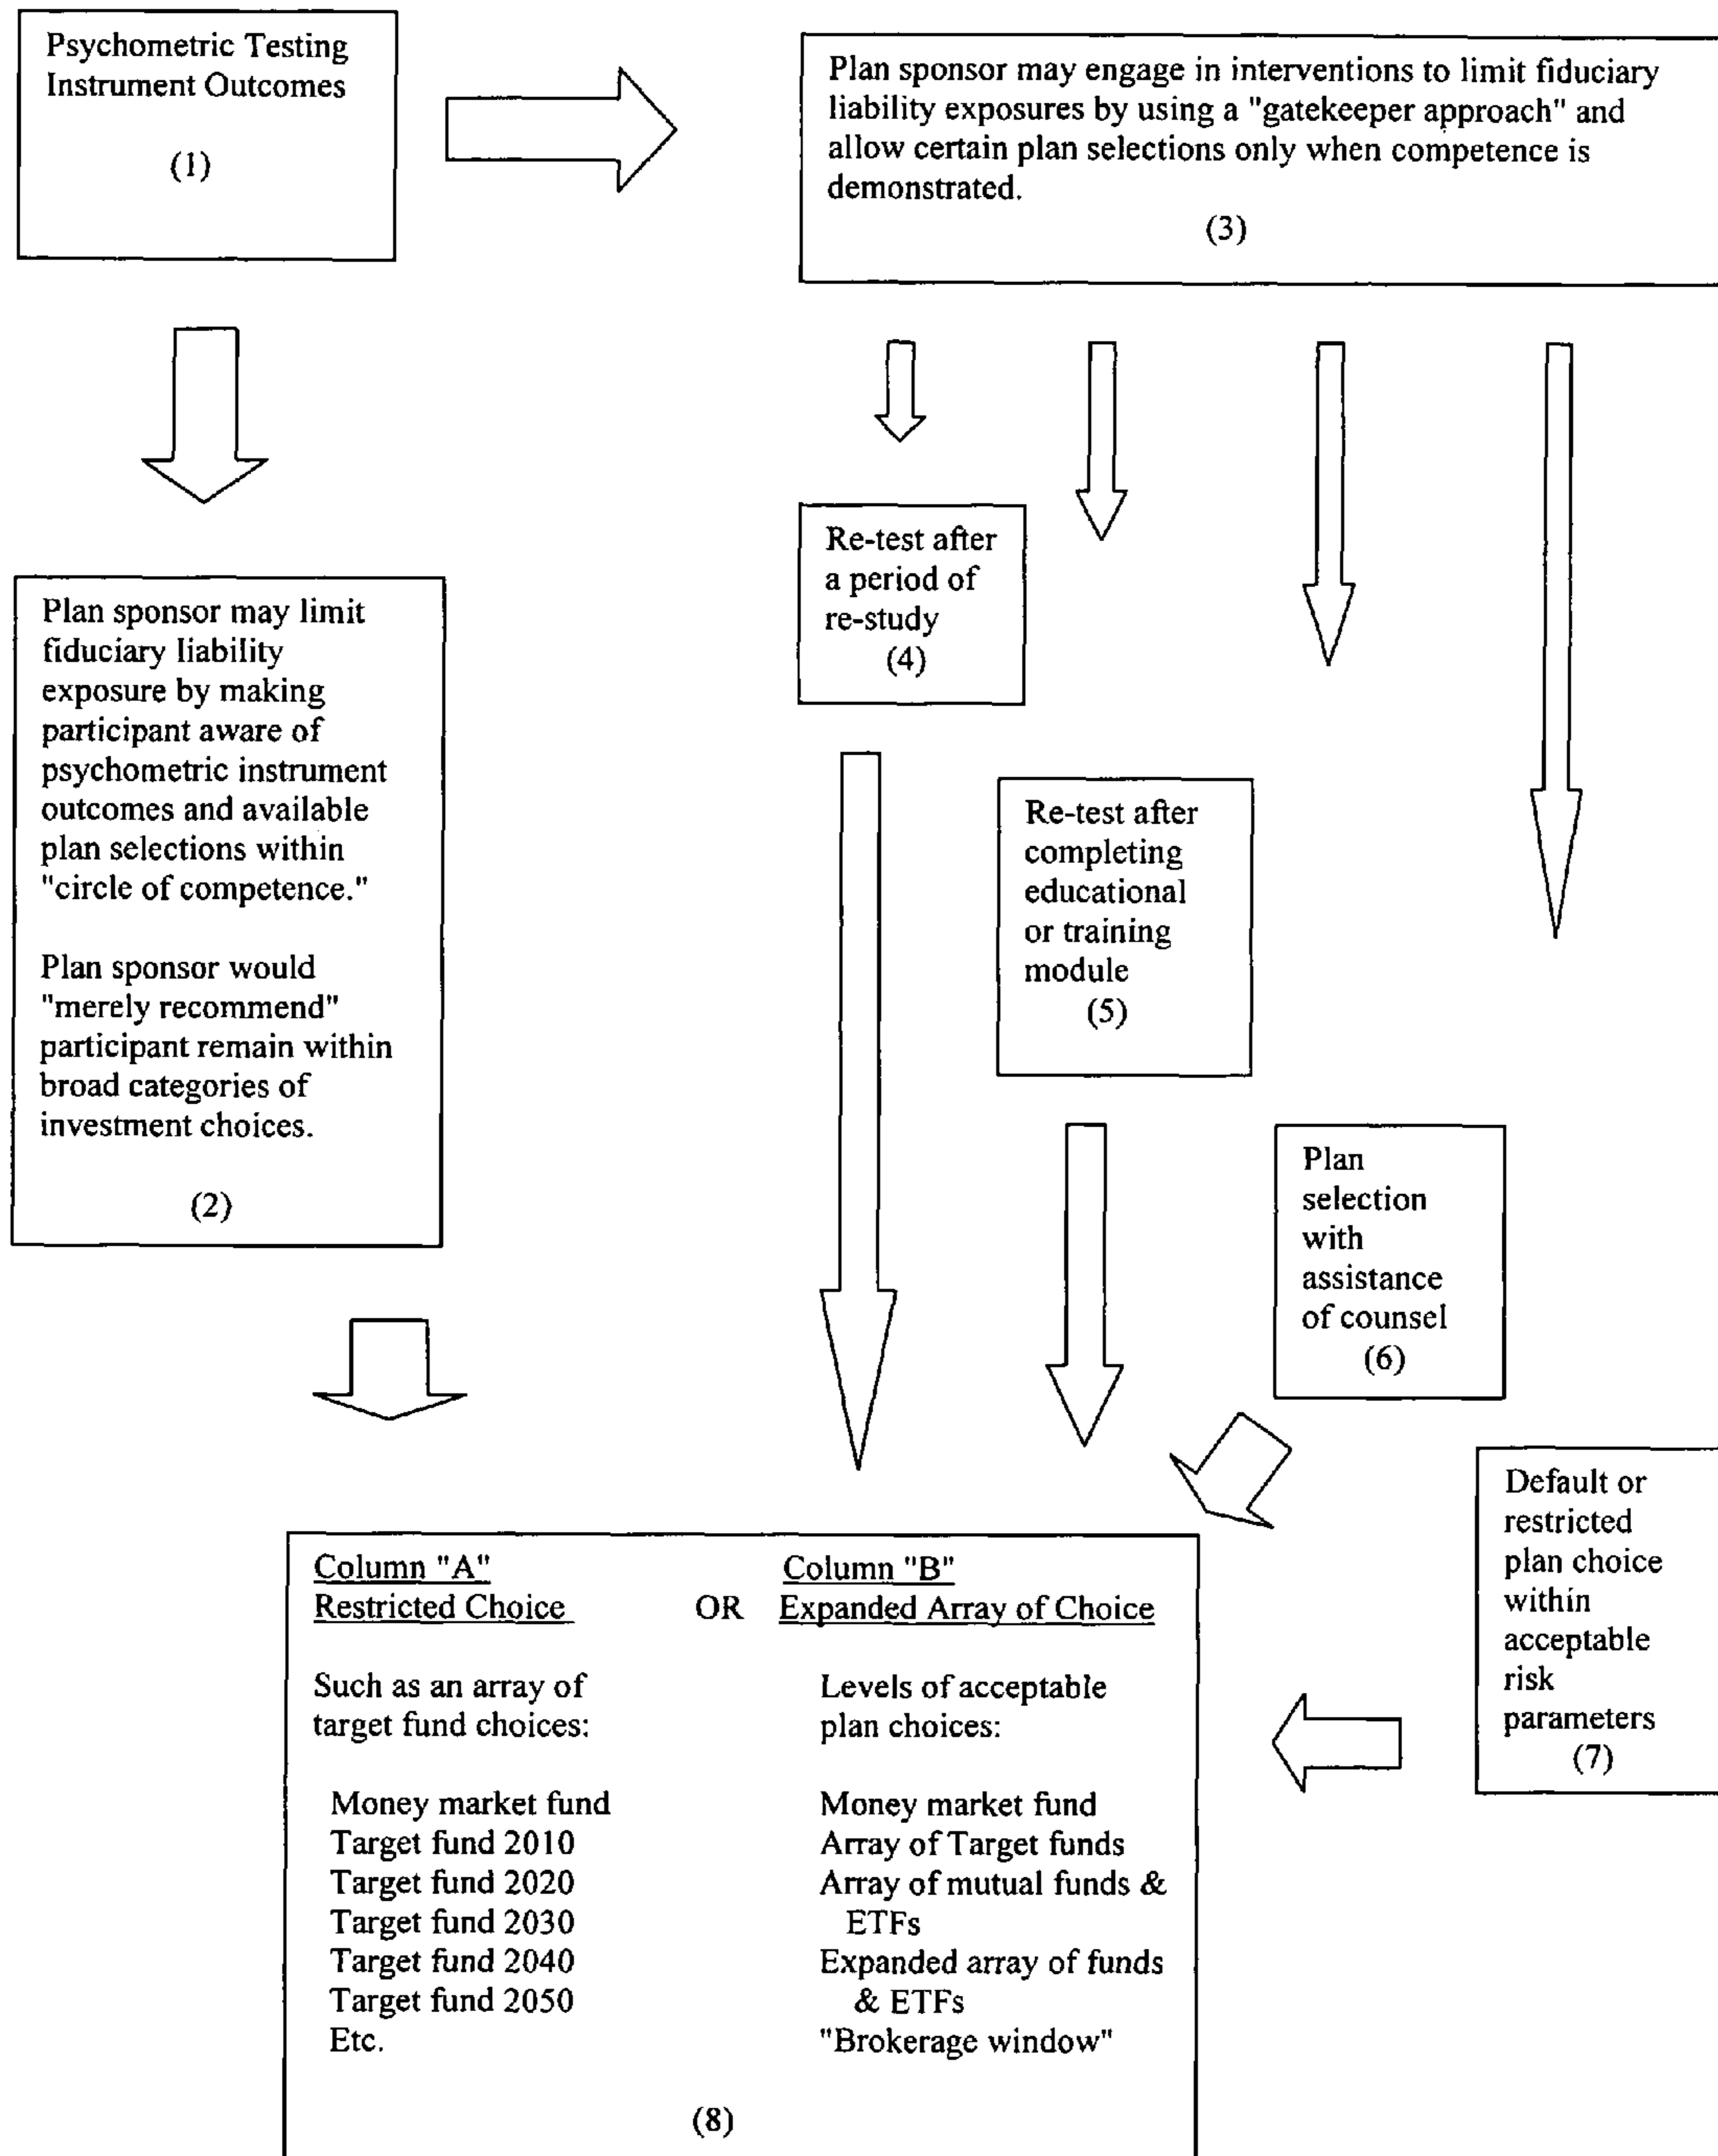 Psychometric Testing
Instrument Outcomes
(1)
Plan sponsor may engage in interventions to limit fiduciary
liability exposures by using a "gatekeeper approach" and
allow certain plan selections only when competence is
demonstrated.
(3)
Plan sponsor may limit
fiduciary liability
exposure by making
participant aware of
psychometric instrument
outcomes and available
plan selections within
"circle of competence."
Plan sponsor would
"merely recommend"
participant remain within
broad categories of
investment choices.
(2)
Re-test after
a period of
re-study
(4)
Re-test after
completing
educational
or training
module
(5)
Plan
selection
with
assistance
of counsel
(6)
Default or
restricted
plan choice
within
acceptable
risk
parameters
(7)
Column "A"
Restricted Choice
Such as an array of
target fund choices:
Money market fund
Target fund 2010
Target fund 2020
Target fund 2030
Target fund 2040
Target fund 2050
Etc.
OR
Column "B"
Expanded Array of Choice
Levels of acceptable
plan choices:
Money market fund
Array of Target funds
Array of mutual funds &
ETFs
Expanded array of funds
& ETFs
"Brokerage window"
(8)